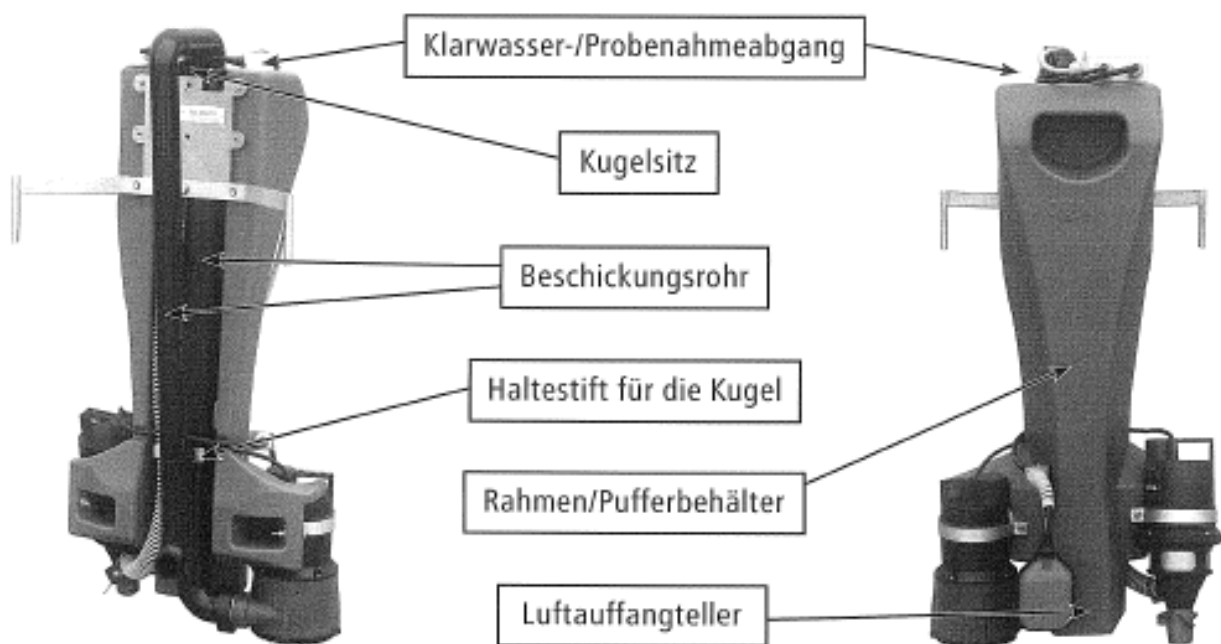 Klarwasser-/Probenahmeabgang
Kugelsitz
Beschickungsrohr
Haltestift für die Kugel
Rahmen/Pufferbehälter
Luftauffangteller